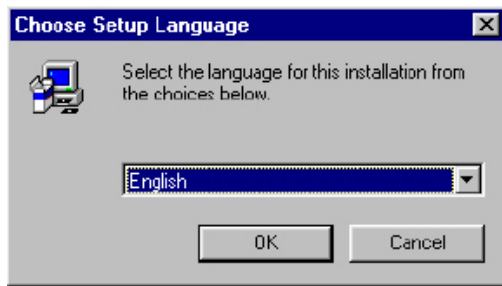 Choose Setup Language
Select the language for this installation from
the choices below.
English
OK
Cancel